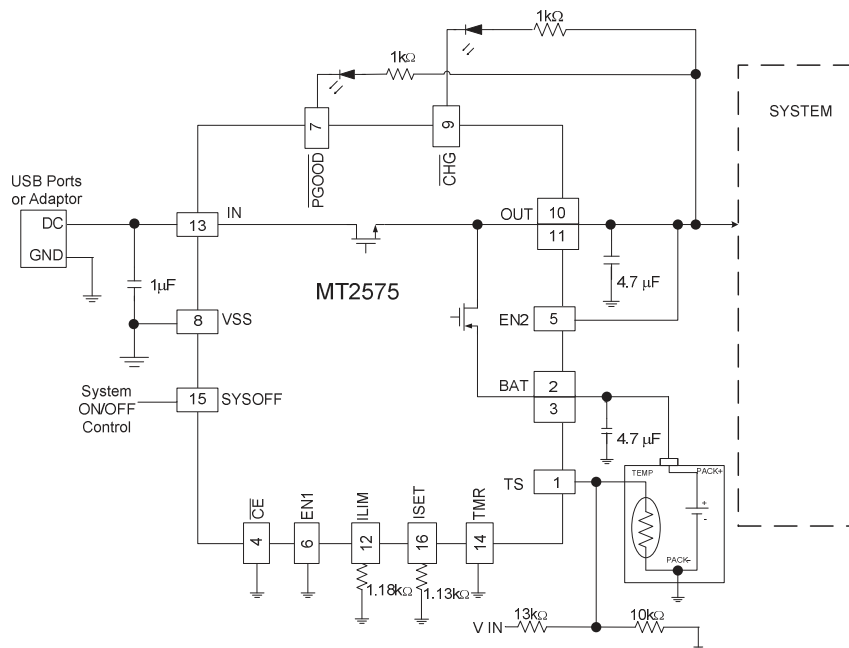 1kΩ
1kΩ
SYSTEM
7
9
PGOOD
CHG
USB Ports
or Adaptor
DC
GND
IN
13
OUT
10
11
1µF
4.7 µF
MT2575
8
VSS
EN2
5
System
ON/OFF
Control
15
SYSOFF
BAT
2
3
4.7 µF
TS
1
TEMP
PACK+
+
-
PACK-
CE
EN1
ILIM
ISET
TMR
4
6
12
16
14
1.18kΩ
1.13kΩ
V IN
13kΩ
10kΩ